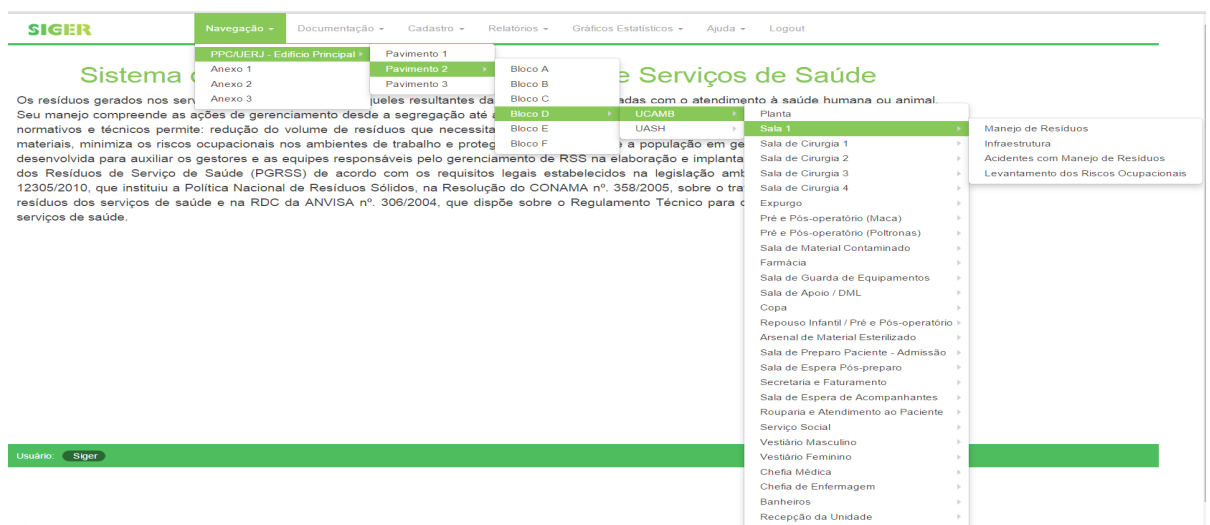 SIGER
Navegação
Documentação
Cadastro
Relatórios
Gráficos Estatísticos
Ajuda
Logout
PPC/UERJ - Edifício Principal
Anexo 1
Anexo 2
Anexo 3
Pavimento 1
Pavimento 2
Pavimento 3
Bloco A
Bloco B
Bloco C
Bloco D
Bloco E
Bloco F
UCAMB
UASH
Planta
Sala 1
Sala de Cirurgia 1
Sala de Cirurgia 2
Sala de Cirurgia 3
Sala de Cirurgia 4
Expurgo
Pré e Pós-operatório (Maca)
Pré e Pós-operatório (Poltronas)
Sala de Material Contaminado
Farmácia
Sala de Guarda de Equipamentos
Sala de Apoio / DML
Copa
Repouso Infantil / Pré e Pós-operatório
Arsenal de Material Esterilizado
Sala de Preparo Paciente - Admissão
Sala de Espera Pós-preparo
Secretaria e Faturamento
Sala de Espera de Acompanhantes
Rouparia e Atendimento ao Paciente
Serviço Social
Vestiário Masculino
Vestiário Feminino
Chefia Médica
Chefia de Enfermagem
Banheiros
Recepção da Unidade
Manejo de Resíduos
Infraestrutura
Acidentes com Manejo de Resíduos
Levantamento dos Riscos Ocupacionais
Sistema de Serviços de Saúde
Os resíduos gerados nos com o atendimento à saúde humana ou animal.
Seu manejo compreende as ações de gerenciamento desde a segregação até
normativos e técnicos permite: redução do volume de resíduos que
materiais, minimiza os riscos ocupacionais nos ambientes de trabalho e a população em
desenvolvida para auxiliar os gestores e as equipes responsáveis pelo gerenciamento de RSS na elaboração e
dos Resíduos de Serviço de Saúde (PGRSS) de acordo com os requisitos legais estabelecidos na legislação
12305/2010, que instituiu a Política Nacional de Resíduos Sólidos, na Resolução do CONAMA nº. 358/2005, sobre o
resíduos dos serviços de saúde e na RDC da ANVISA nº. 306/2004, que dispõe sobre o Regulamento Técnico para
serviços de saúde.
Usuário: Siger